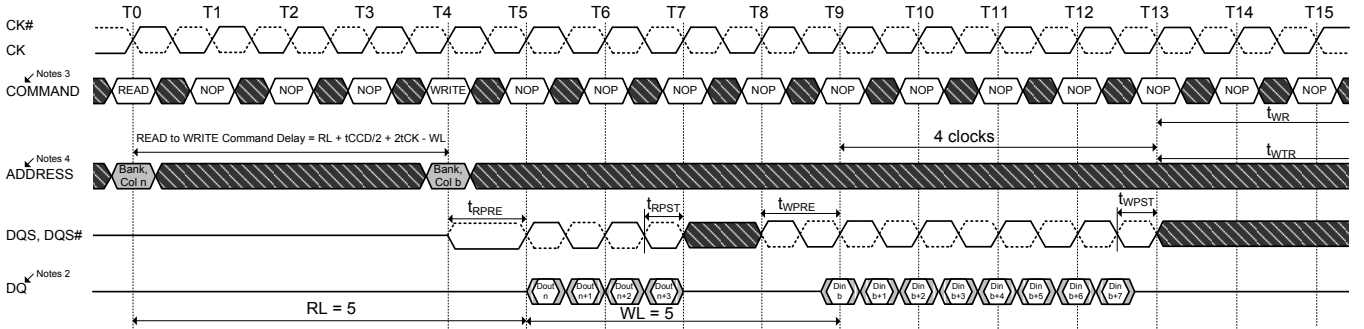 T0 T1 T2 T3 T4 T5 T6 T7 T8 T9 T10 T11 T12 T13 T14 T15
CK#
CK
Notes 3
COMMAND READ NOP NOP NOP WRITE NOP NOP NOP NOP NOP NOP NOP NOP NOP NOP NOP
tWR
READ to WRITE Command Delay = RL + tCCD/2 + 2tCK - WL
4 clocks
Notes 4
tWTR
ADDRESS Bank, Col n Bank, Col b
tRPRE tRPST tWPRE tWPST
DQS, DQS#
Notes 2
DQ Dout n Dout n+1 Dout n+2 Dout n+3 Din b Din b+1 Din b+2 Din b+3 Din b+4 Din b+5 Din b+6 Din b+7
RL = 5 WL = 5